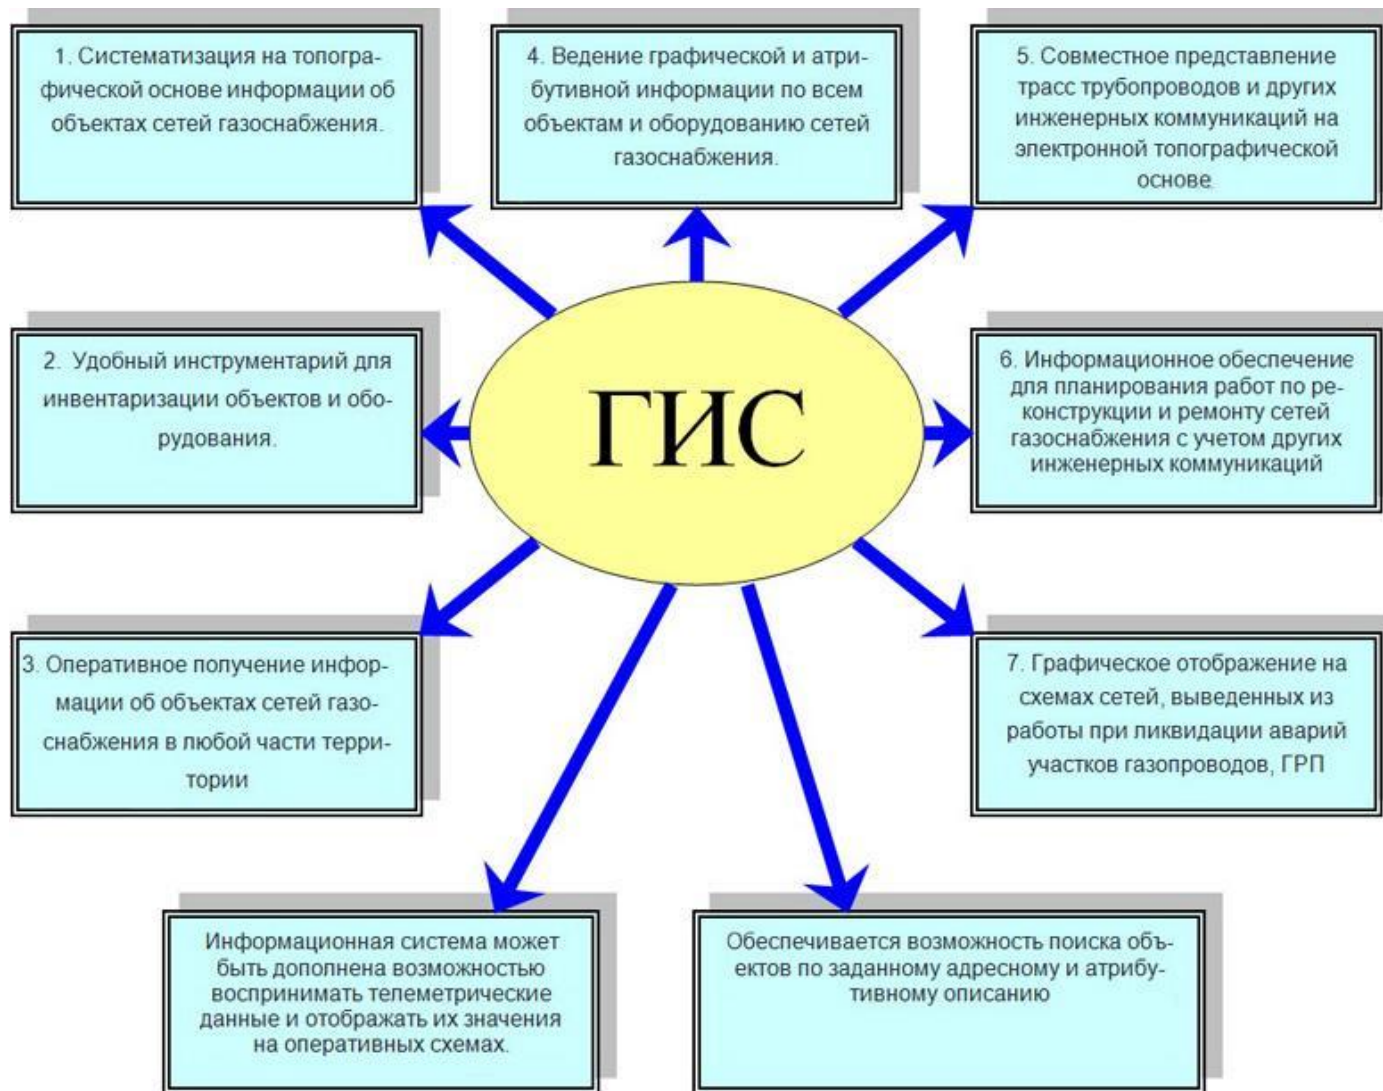 1. Систематизация на топогра-
фической основе информации об
объектах сетей газоснабжения.
4. Ведение графической и атри-
бутивной информации по всем
объектам и оборудованию сетей
газоснабжения.
5. Совместное представление
трасс трубопроводов и других
инженерных коммуникаций на
электронной топографической
основе.
2. Удобный инструментарий для
инвентаризации объектов и обо-
рудования.
ГИС
6. Информационное обеспечение
для планирования работ по ре-
конструкции и ремонту сетей
газоснабжения с учетом других
инженерных коммуникаций
3. Оперативное получение инфор-
мации об объектах сетей газо-
снабжения в любой части терри-
тории
7. Графическое отображение на
схемах сетей, выведенных из
работы при ликвидации аварий
участков газопроводов, ГРП
Информационная система может
быть дополнена возможностью
воспринимать телеметрические
данные и отображать их значения
на оперативных схемах.
Обеспечивается возможность поиска объ-
ектов по заданному адресному и атрибу-
тивному описанию